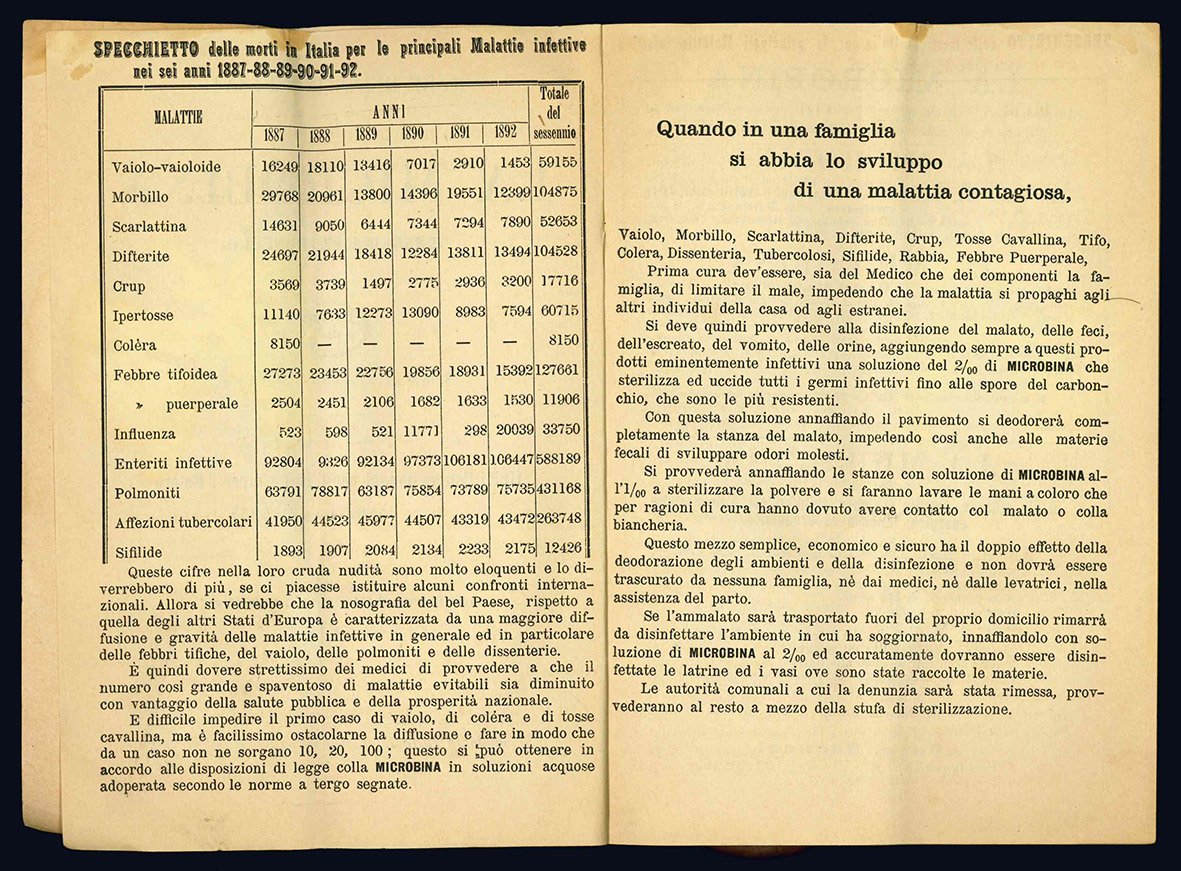 SPECCHIETTO delle morti in Italia per le principali Malattie infettive
nei sei anni 1887-88-89-90-91-92.
MALATTIE ANNI Totale del sessennio
1887 1888 1889 1890 1891 1892
Vaiolo-vaioloide 16249 18110 13416 7017 2910 1453 59155
Morbillo 29768 20961 13800 14396 19551 12399 104875
Scarlattina 14631 9050 6444 7344 7294 7890 52653
Difterite 24697 21944 18418 12284 13811 13494 104528
Crup 3569 3739 1497 2775 2936 3200 17716
Ipertosse 11140 7633 12273 13090 8983 7594 60715
Colèra 8150 — — — — — 8150
Febbre tifoidea 27273 23453 22756 19856 18931 15392 127661
» puerperale 2504 2451 2106 1682 1633 1530 11906
Influenza 523 598 521 11771 298 20039 33750
Enteriti infettive 92804 9326 92134 97373 106181 106447 588189
Polmoniti 63791 78817 63187 75854 73789 75735 431168
Affezioni tubercolari 41950 44523 45977 44507 43319 43472 263748
Sifilide 1893 1907 2084 2134 2233 2175 12426
Queste cifre nella loro cruda nudità sono molto eloquenti e lo di-
verrebbero di più, se ci piacesse istituire alcuni confronti interna-
zionali. Allora si vedrebbe che la nosografia del bel Paese, rispetto a
quella degli altri Stati d'Europa è caratterizzata da una maggiore dif-
fusione e gravità delle malattie infettive in generale ed in particolare
delle febbri tifiche, del vaiolo, delle polmoniti e delle dissenterie.
È quindi dovere strettissimo dei medici di provvedere a che il
numero così grande e spaventoso di malattie evitabili sia diminuito
con vantaggio della salute pubblica e della prosperità nazionale.
E difficile impedire il primo caso di vaiolo, di colèra e di tosse
cavallina, ma è facilissimo ostacolarne la diffusione e fare in modo che
da un caso non ne sorgano 10, 20, 100; questo si può ottenere in
accordo alle disposizioni di legge colla MICROBINA in soluzioni acquose
adoperata secondo le norme a tergo segnate.
Quando in una famiglia
si abbia lo sviluppo
di una malattia contagiosa,
Vaiolo, Morbillo, Scarlattina, Difterite, Crup, Tosse Cavallina, Tifo,
Colera, Dissenteria, Tubercolosi, Sifilide, Rabbia, Febbre Puerperale,
Prima cura dev'essere, sia del Medico che dei componenti la fa-
miglia, di limitare il male, impedendo che la malattia si propaghi agli
altri individui della casa od agli estranei.
Si deve quindi provvedere alla disinfezione del malato, delle feci,
dell'escreato, del vomito, delle orine, aggiungendo sempre a questi pro-
dotti eminentemente infettivi una soluzione del 2/00 di MICROBINA che
sterilizza ed uccide tutti i germi infettivi fino alle spore del carbon-
chio, che sono le più resistenti.
Con questa soluzione annaffiando il pavimento si deodorerà com-
pletamente la stanza del malato, impedendo così anche alle materie
fecali di sviluppare odori molesti.
Si provvederà annaffiando le stanze con soluzione di MICROBINA al-
l'1/00 a sterilizzare la polvere e si faranno lavare le mani a coloro che
per ragioni di cura hanno dovuto avere contatto col malato o colla
biancheria.
Questo mezzo semplice, economico e sicuro ha il doppio effetto della
deodorazione degli ambienti e della disinfezione e non dovrà essere
trascurato da nessuna famiglia, nè dai medici, nè dalle levatrici, nella
assistenza del parto.
Se l'ammalato sarà trasportato fuori del proprio domicilio rimarrà
da disinfettare l'ambiente in cui ha soggiornato, innaffiandolo con so-
luzione di MICROBINA al 2/00 ed accuratamente dovranno essere disin-
fettate le latrine ed i vasi ove sono state raccolte le materie.
Le autorità comunali a cui la denunzia sarà stata rimessa, prov-
vederanno al resto a mezzo della stufa di sterilizzazione.